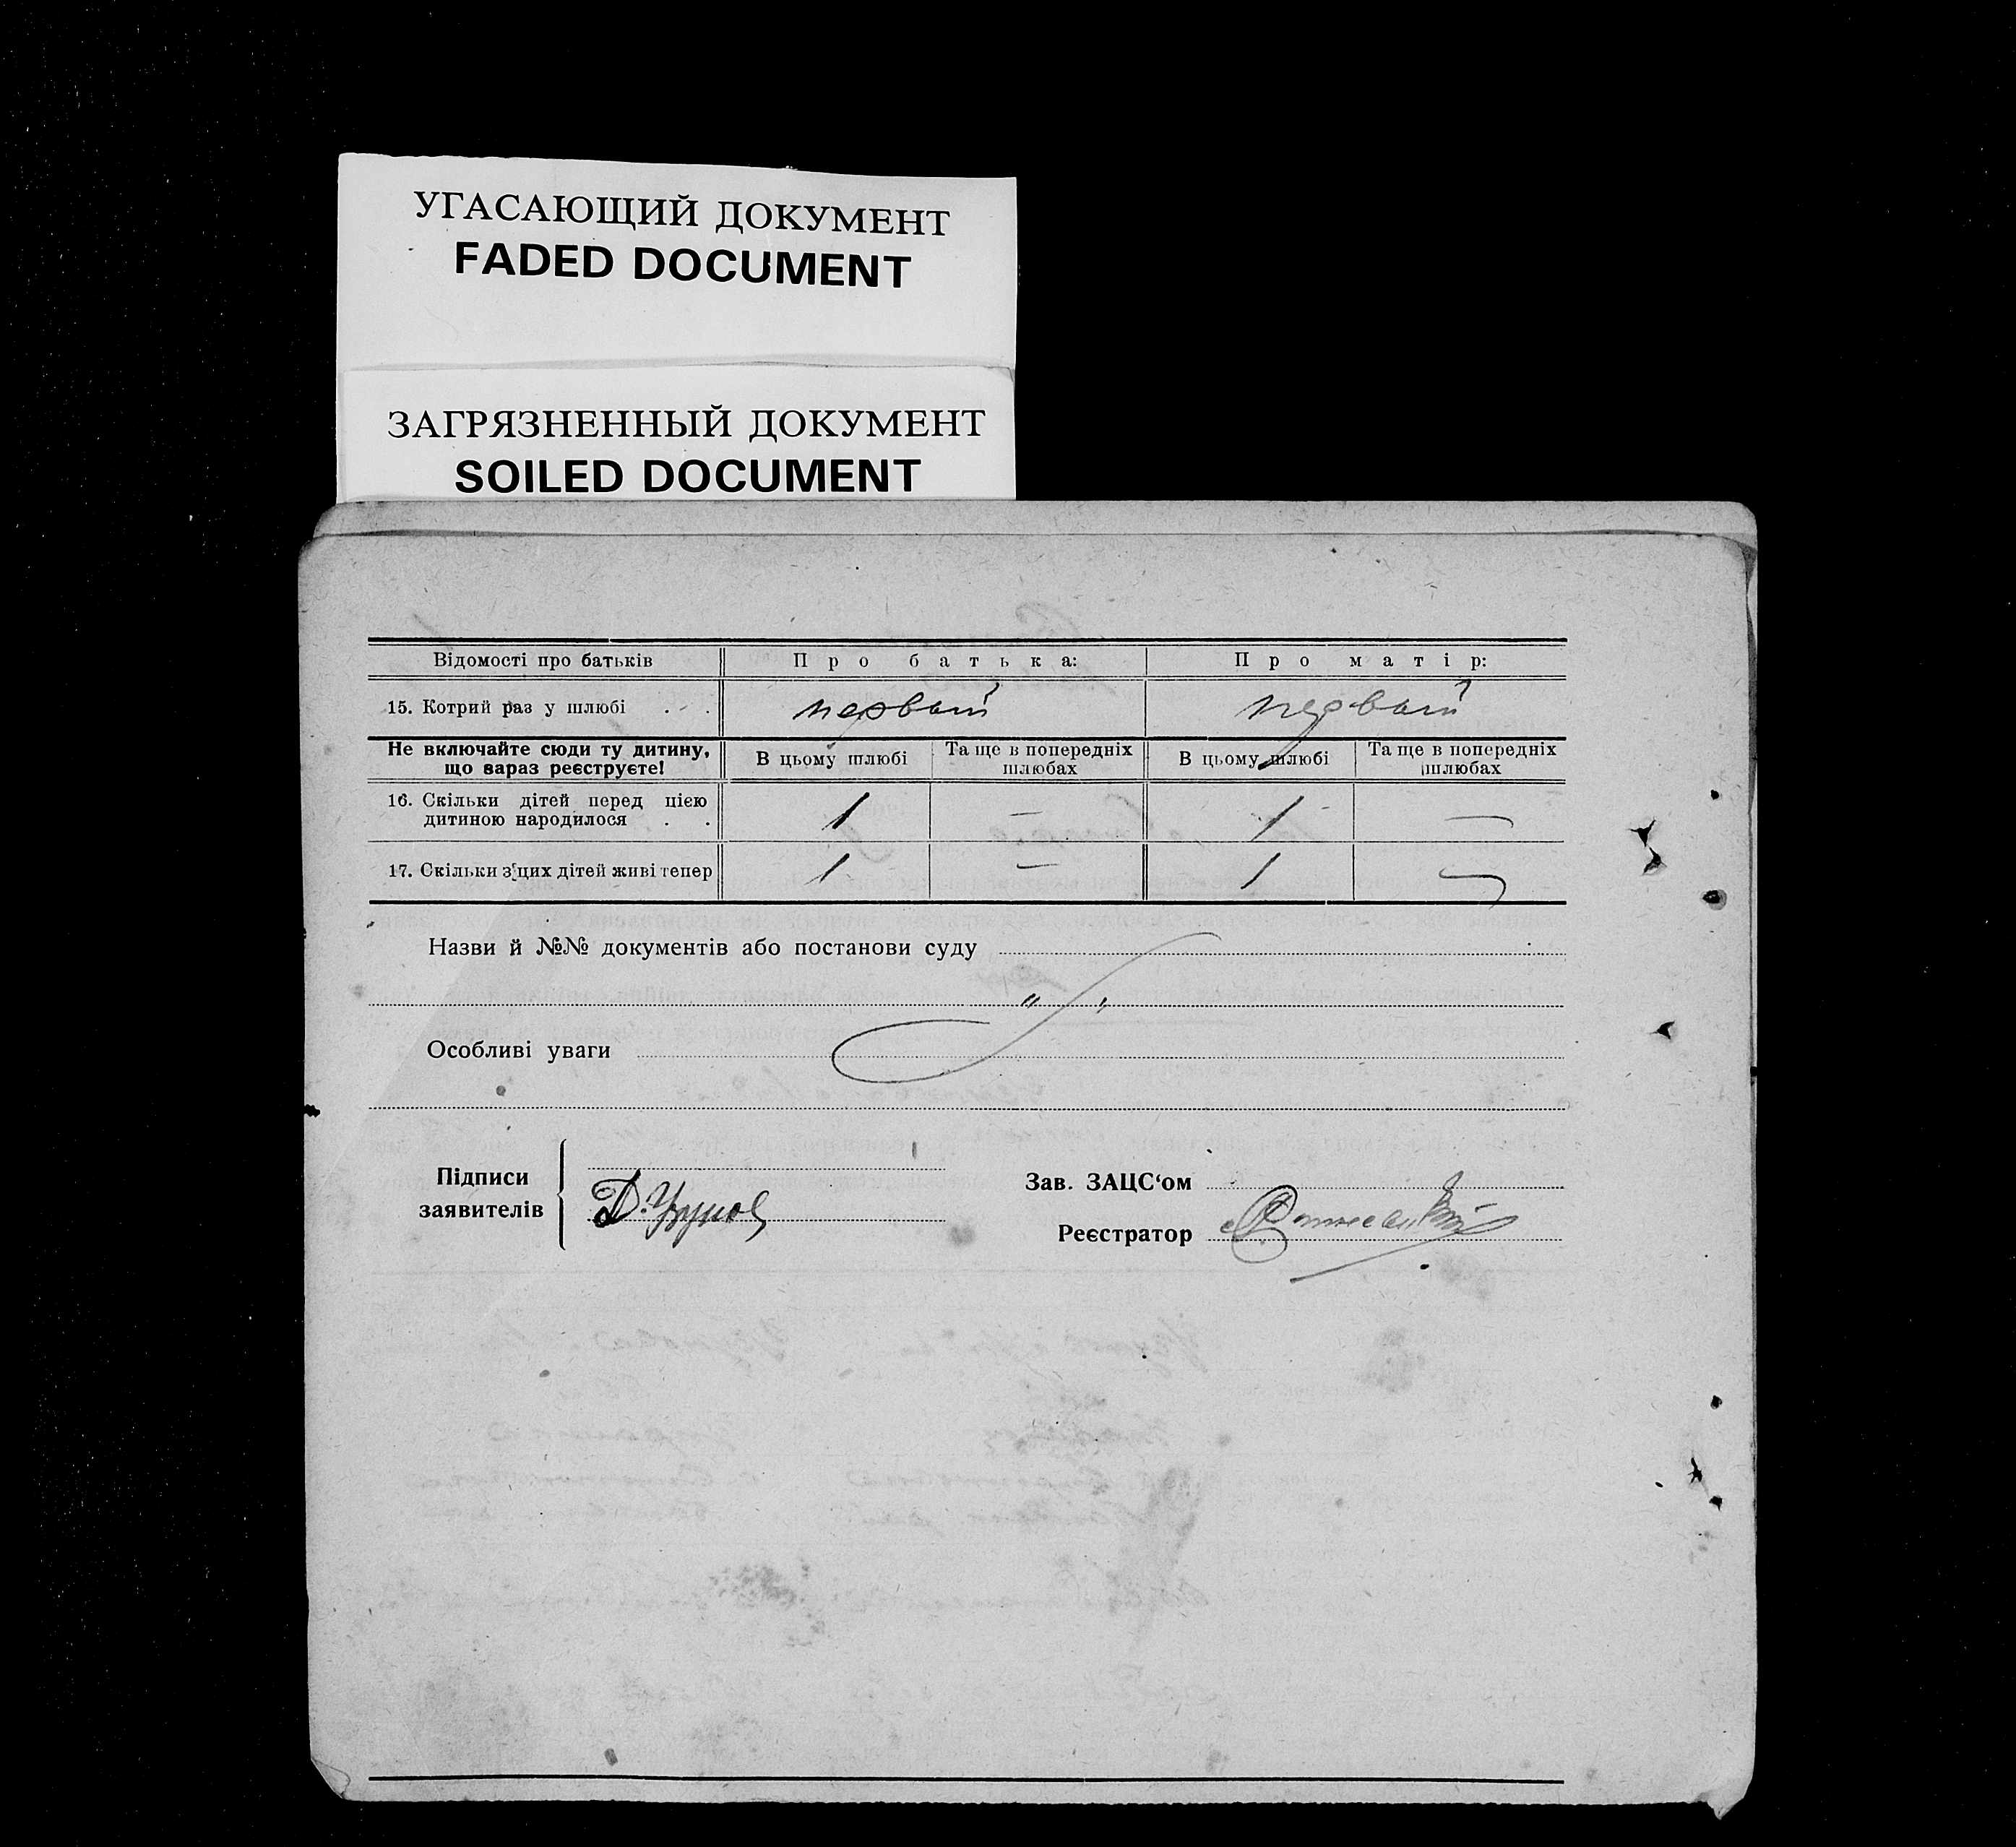 УГАСАЮЩИЙ ДОКУМЕНТ
FADED DOCUMENT
ЗАГРЯЗНЕННЫЙ ДОКУМЕНТ
SOILED DOCUMENT
Відомості про батьків Про батька: Про матір:
15. Котрий раз у шлюбі . . . первый первый
Не включайте сюди ту дитину, що зараз реєструєте! В цьому шлюбі Та ще в попередніх шлюбах В цьому шлюбі Та ще в попередніх шлюбах
16. Скільки дітей перед цією дитиною народилося . . 1 — 1 —
17. Скільки з цих дітей живі тепер 1 — 1 —
Назви й №№ документів або постанови суду
" "
Особливі уваги
Підписи заявителів
Д.
Зав. ЗАЦС‘ом
Реєстратор